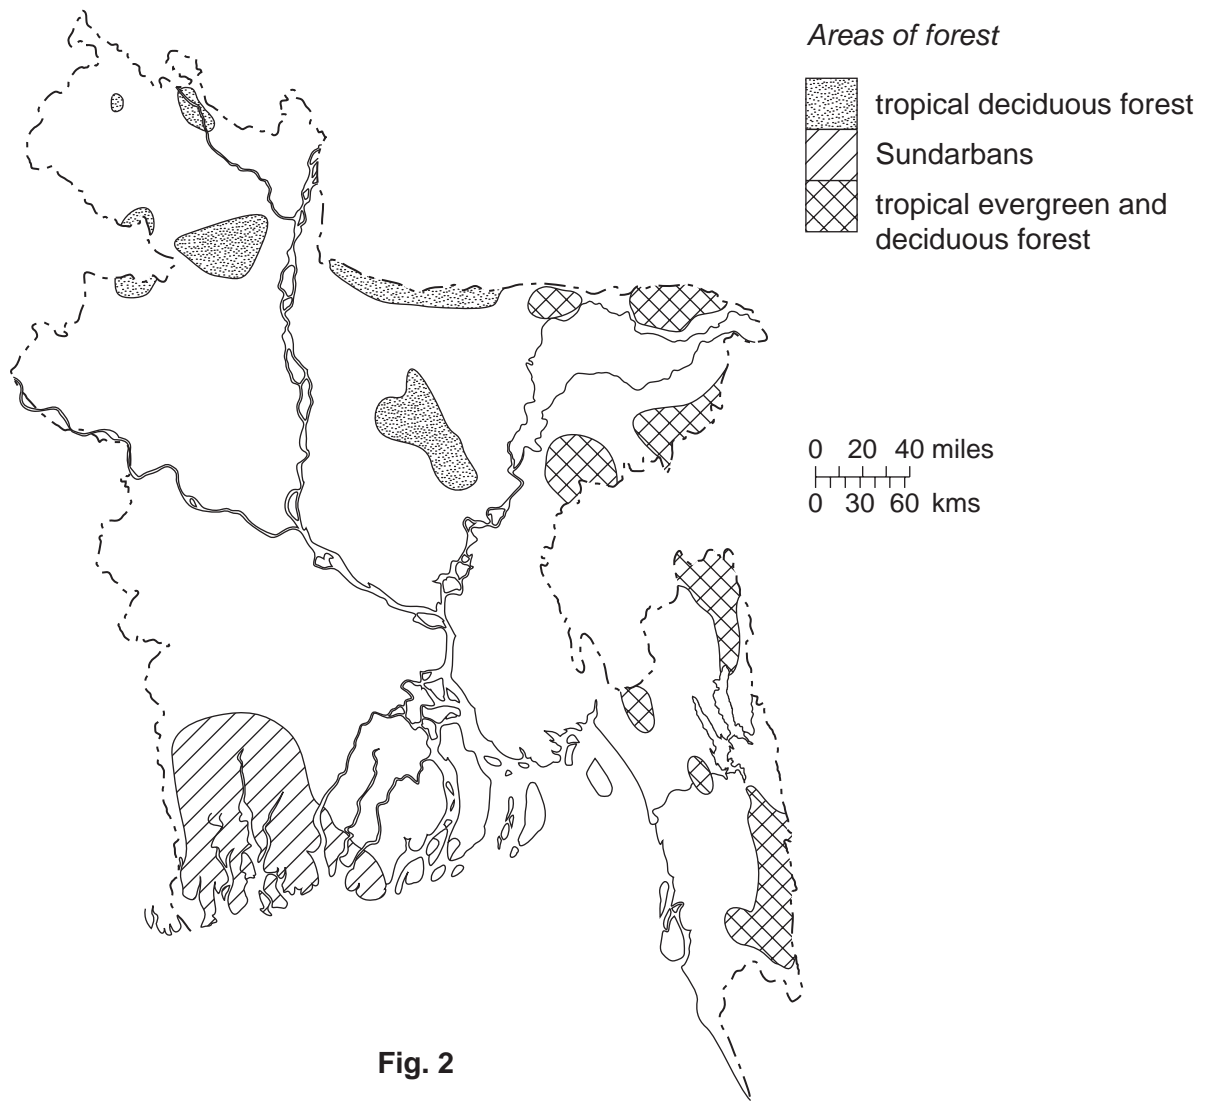 Areas of forest
tropical deciduous forest
Sundarbans
tropical evergreen and
deciduous forest
0 20 40 miles
0 30 60 kms
Fig. 2